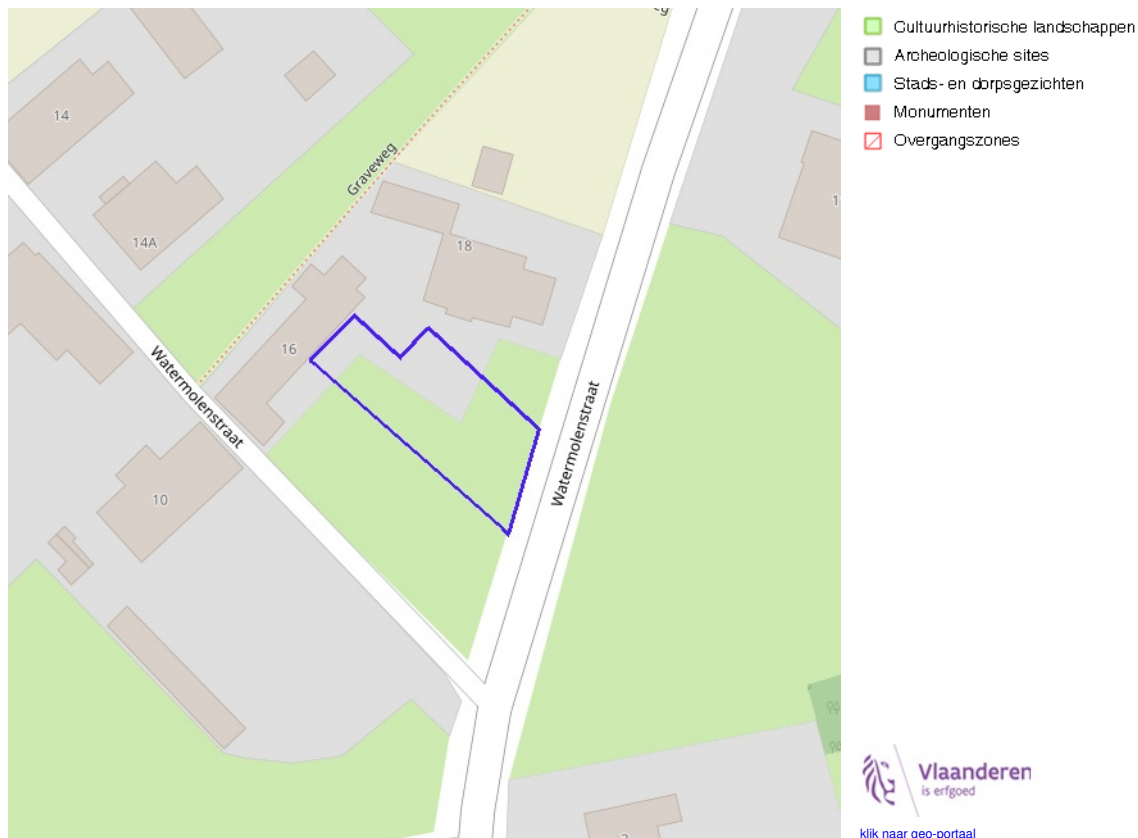 Cultuurhistorische landschappen
Archeologische sites
Stads- en dorpsgezichten
Monumenten
Overgangszones
14
Graveweg
14A
18
16
Watermolenstraat
10
Watermolenstraat
Vlaanderen
is erfgoed
klik naar geo-portaal